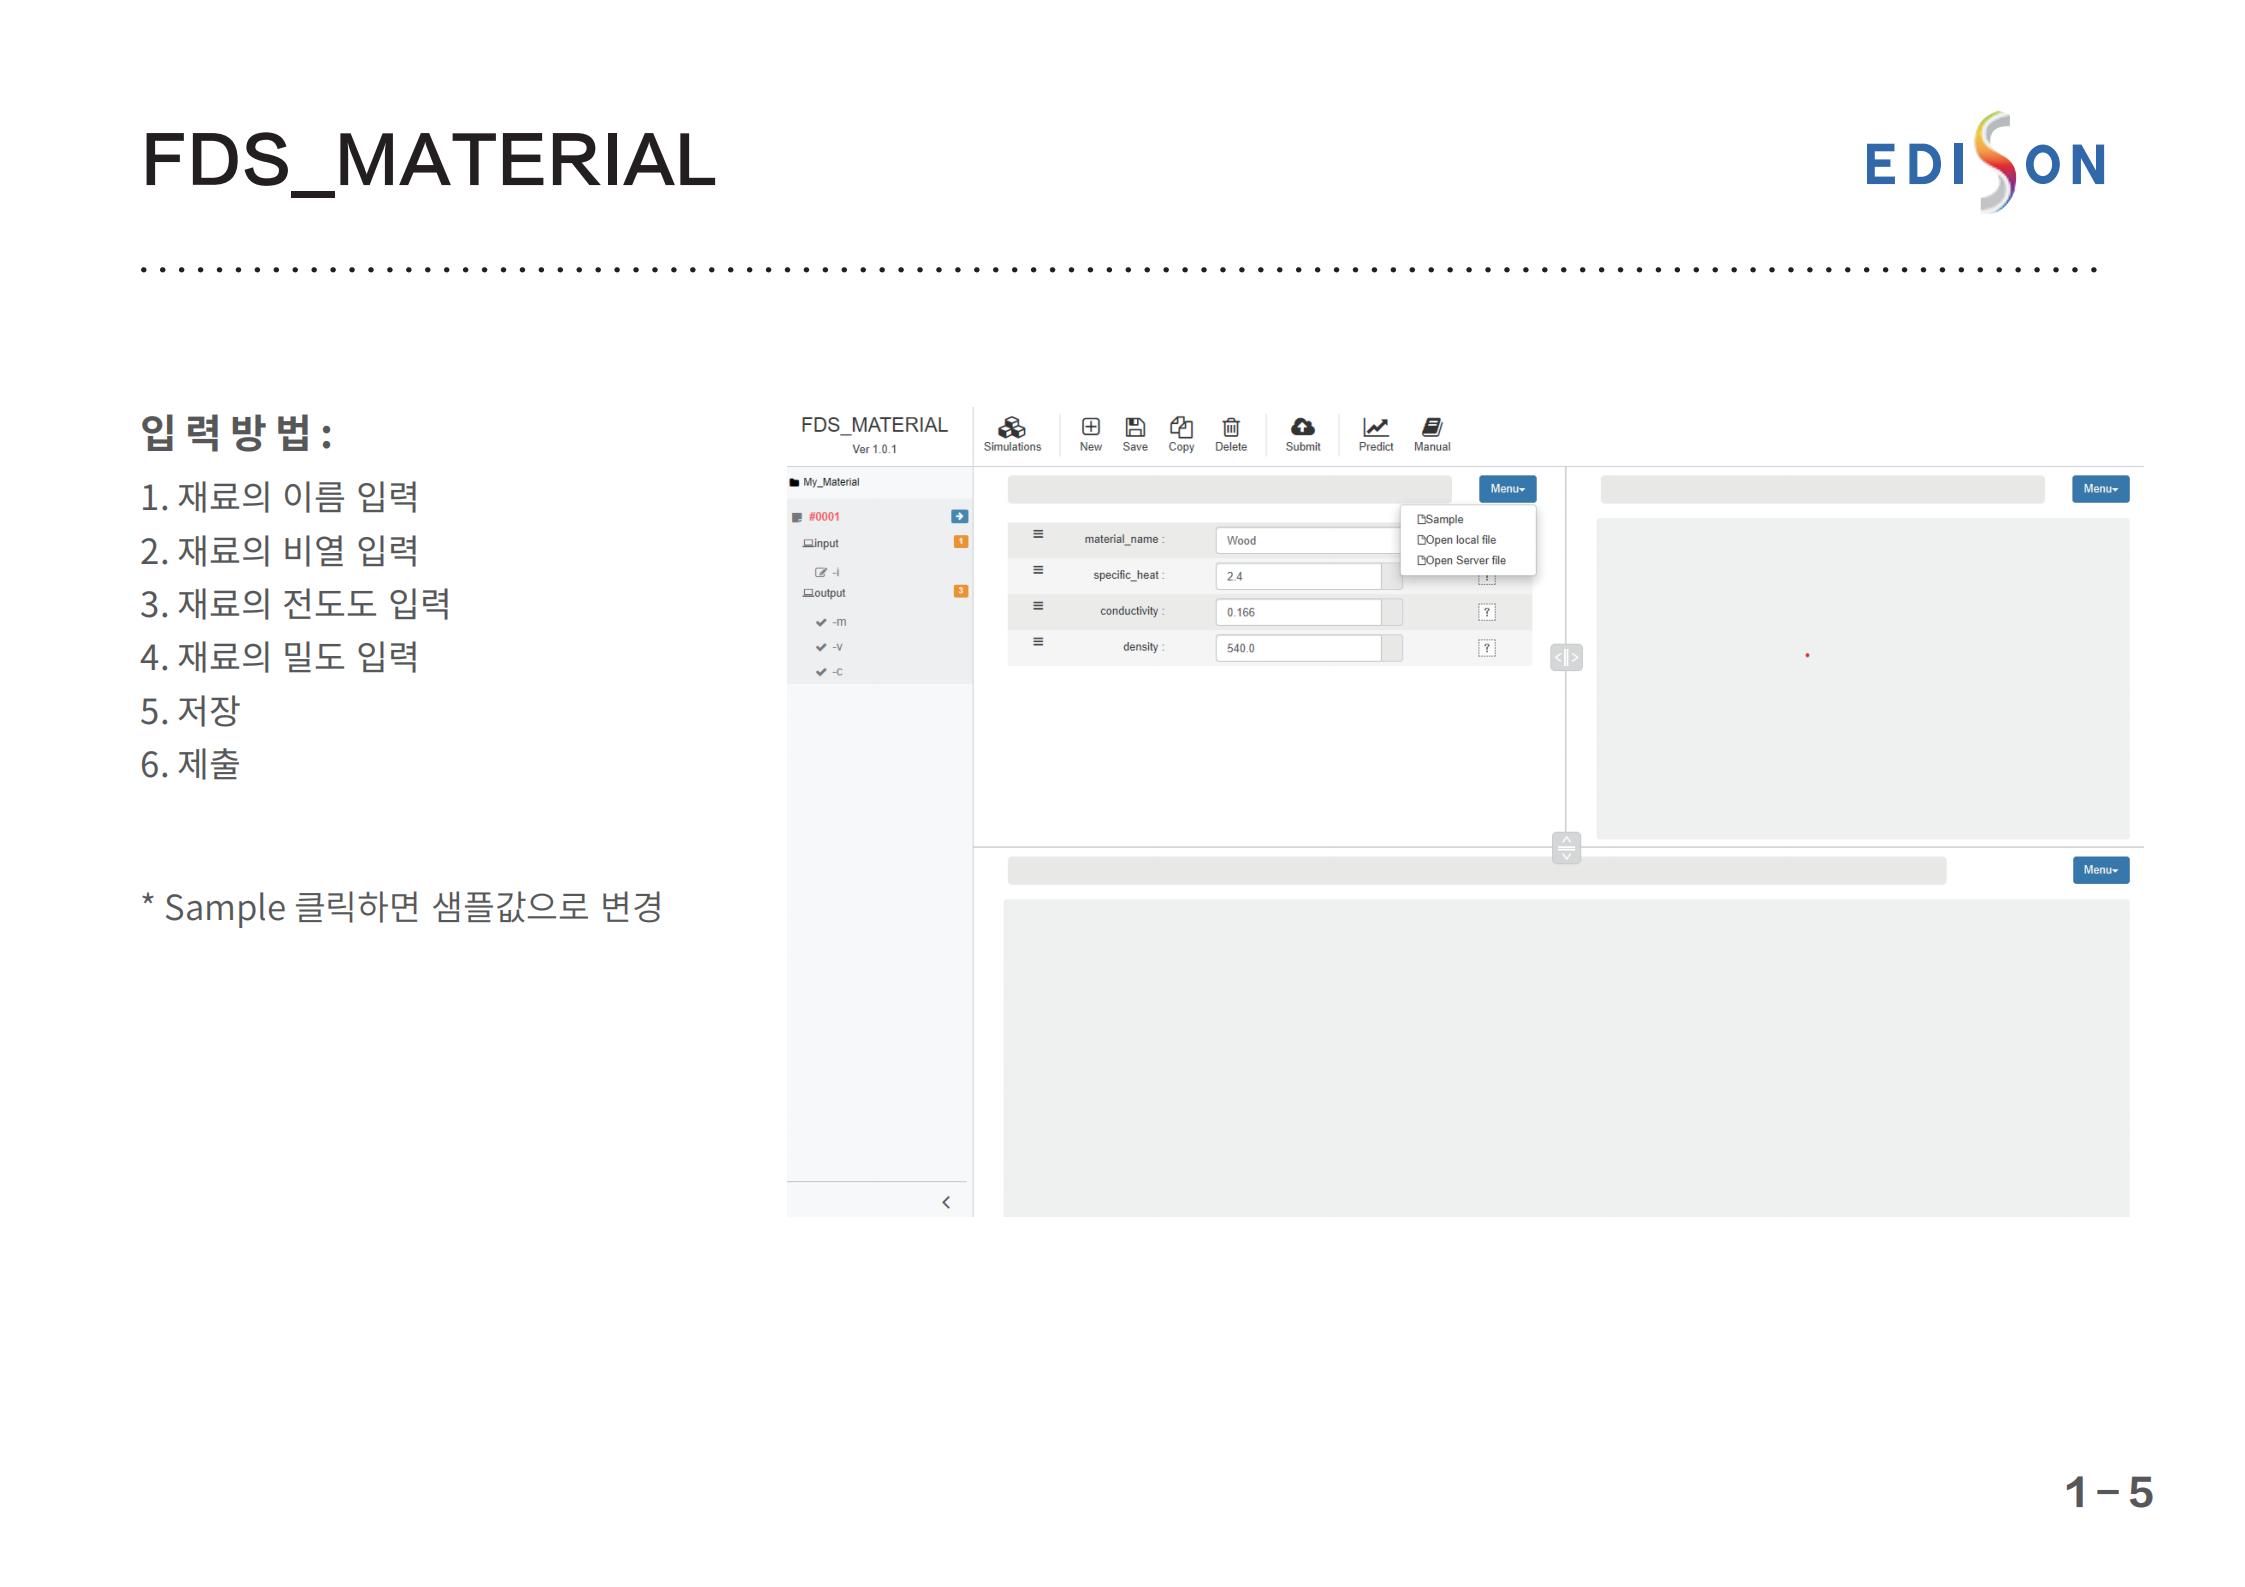 FDS_MATERIAL
EDISON
입력방법:
1. 재료의 이름 입력
2. 재료의 비열 입력
3. 재료의 전도도 입력
4. 재료의 밀도 입력
5. 저장
6. 제출
* Sample 클릭하면 샘플값으로 변경
FDS_MATERIAL
Ver 1.0.1
Simulations New Save Copy Delete Submit Predict Manual
My_Material
#0001
input 1
-i
output 3
-m
-v
-c
Menu
Sample
Open local file
Open Server file
material_name : Wood
specific_heat : 2.4
conductivity : 0.166 ?
density : 540.0 ?
Menu
Menu
1-5